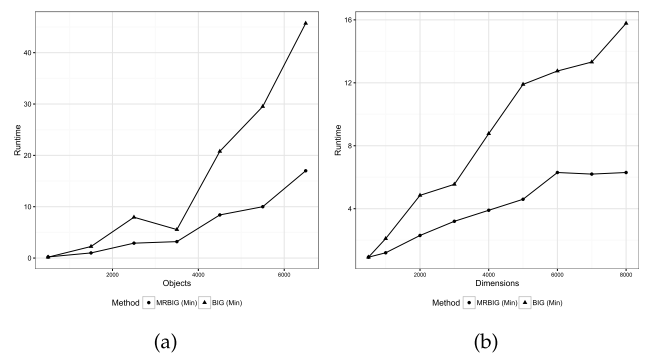 40
30
20
10
0
Runtime
2000 4000 6000
Objects
Method MRBIG (Min) BIG (Min)
(a)
16
12
8
4
Runtime
2000 4000 6000 8000
Dimensions
Method MRBIG (Min) BIG (Min)
(b)